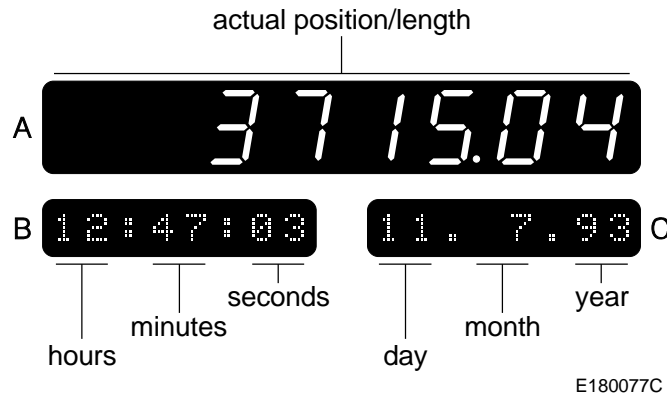 actual position/length
A 3715.04
B 12:47:03 11. 7.93 C
seconds year
minutes month
hours day
E180077C